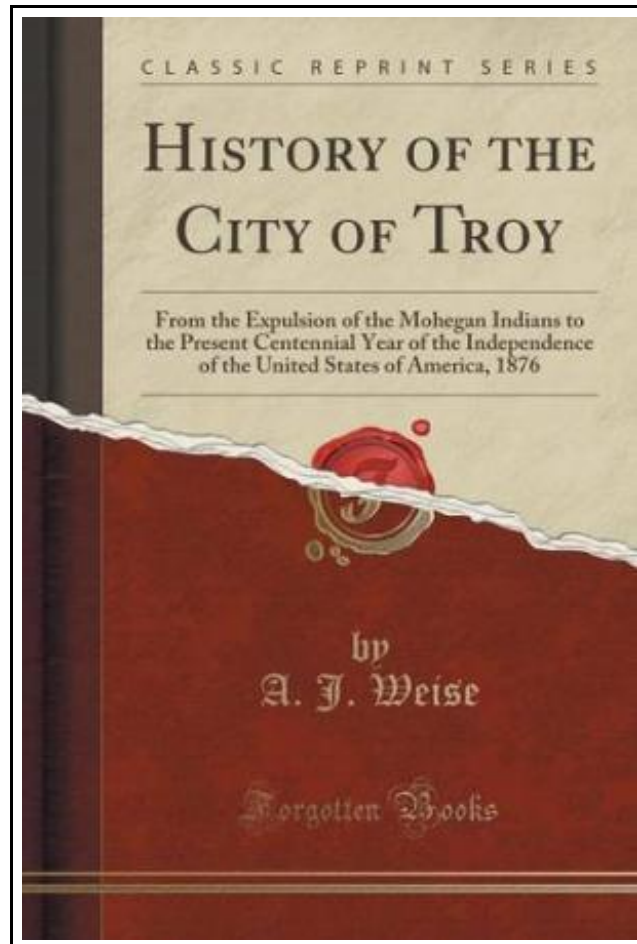 CLASSIC REPRINT SERIES
HISTORY OF THE
CITY OF TROY
From the Expulsion of the Mohegan Indians to
the Present Centennial Year of the Independence
of the United States of America, 1876
by
A. J. Weise
Forgotten Books